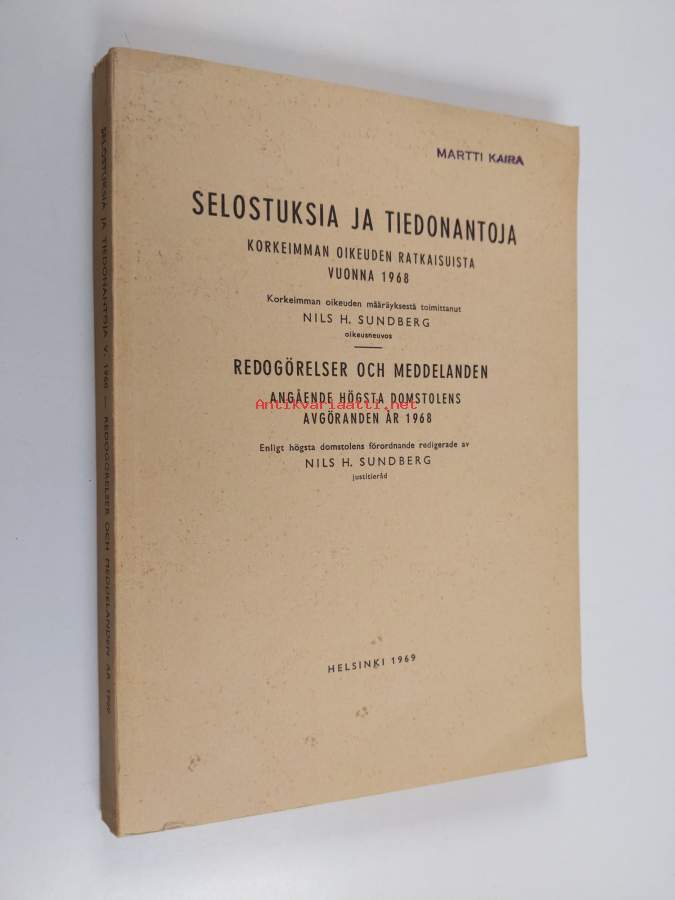 MARTTI KAIRA
SELOSTUKSIA JA TIEDONANTOJA
KORKEIMMAN OIKEUDEN RATKAISUISTA
VUONNA 1968
Korkeimman oikeuden määräyksestä toimittanut
NILS H. SUNDBERG
oikeusneuvos
REDOGÖRELSER OCH MEDDELANDEN
ANGÅENDE HÖGSTA DOMSTOLENS
Antikvariaatti.net
AVGÖRANDEN ÅR 1968
Enligt högsta domstolens förordnande redigerade av
NILS H. SUNDBERG
justitieråd
HELSINKI 1969
SELOSTUKSIA JA TIEDONANTOJA V. 1968 — REDOGÖRELSER OCH MEDDELANDEN ÅR 1968